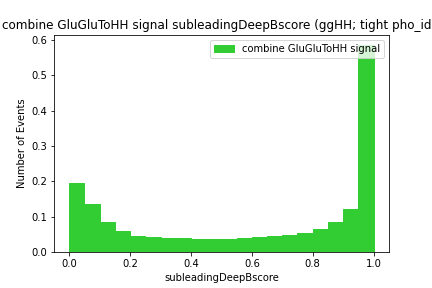 combine GluGluToHH signal subleadingDeepBscore (ggHH; tight pho_id
combine GluGluToHH signal
Number of Events
0.6
0.5
0.4
0.3
0.2
0.1
0.0
0.0 0.2 0.4 0.6 0.8 1.0
subleadingDeepBscore